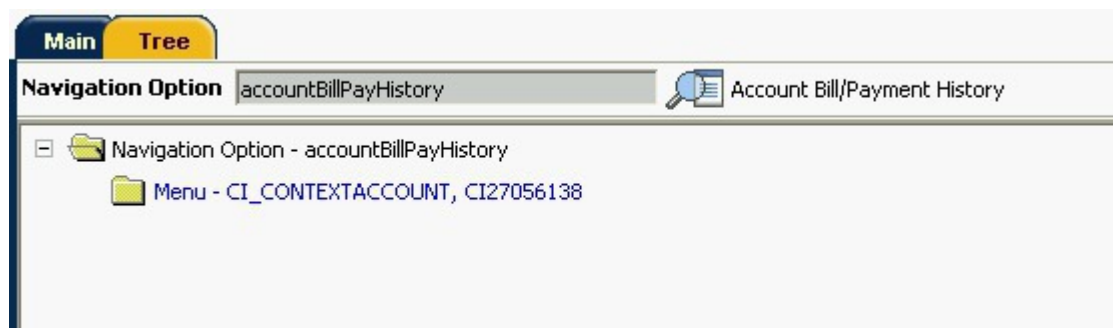 Main Tree
Navigation Option accountBillPayHistory Account Bill/Payment History
Navigation Option - accountBillPayHistory
Menu - CI_CONTEXTACCOUNT, CI27056138